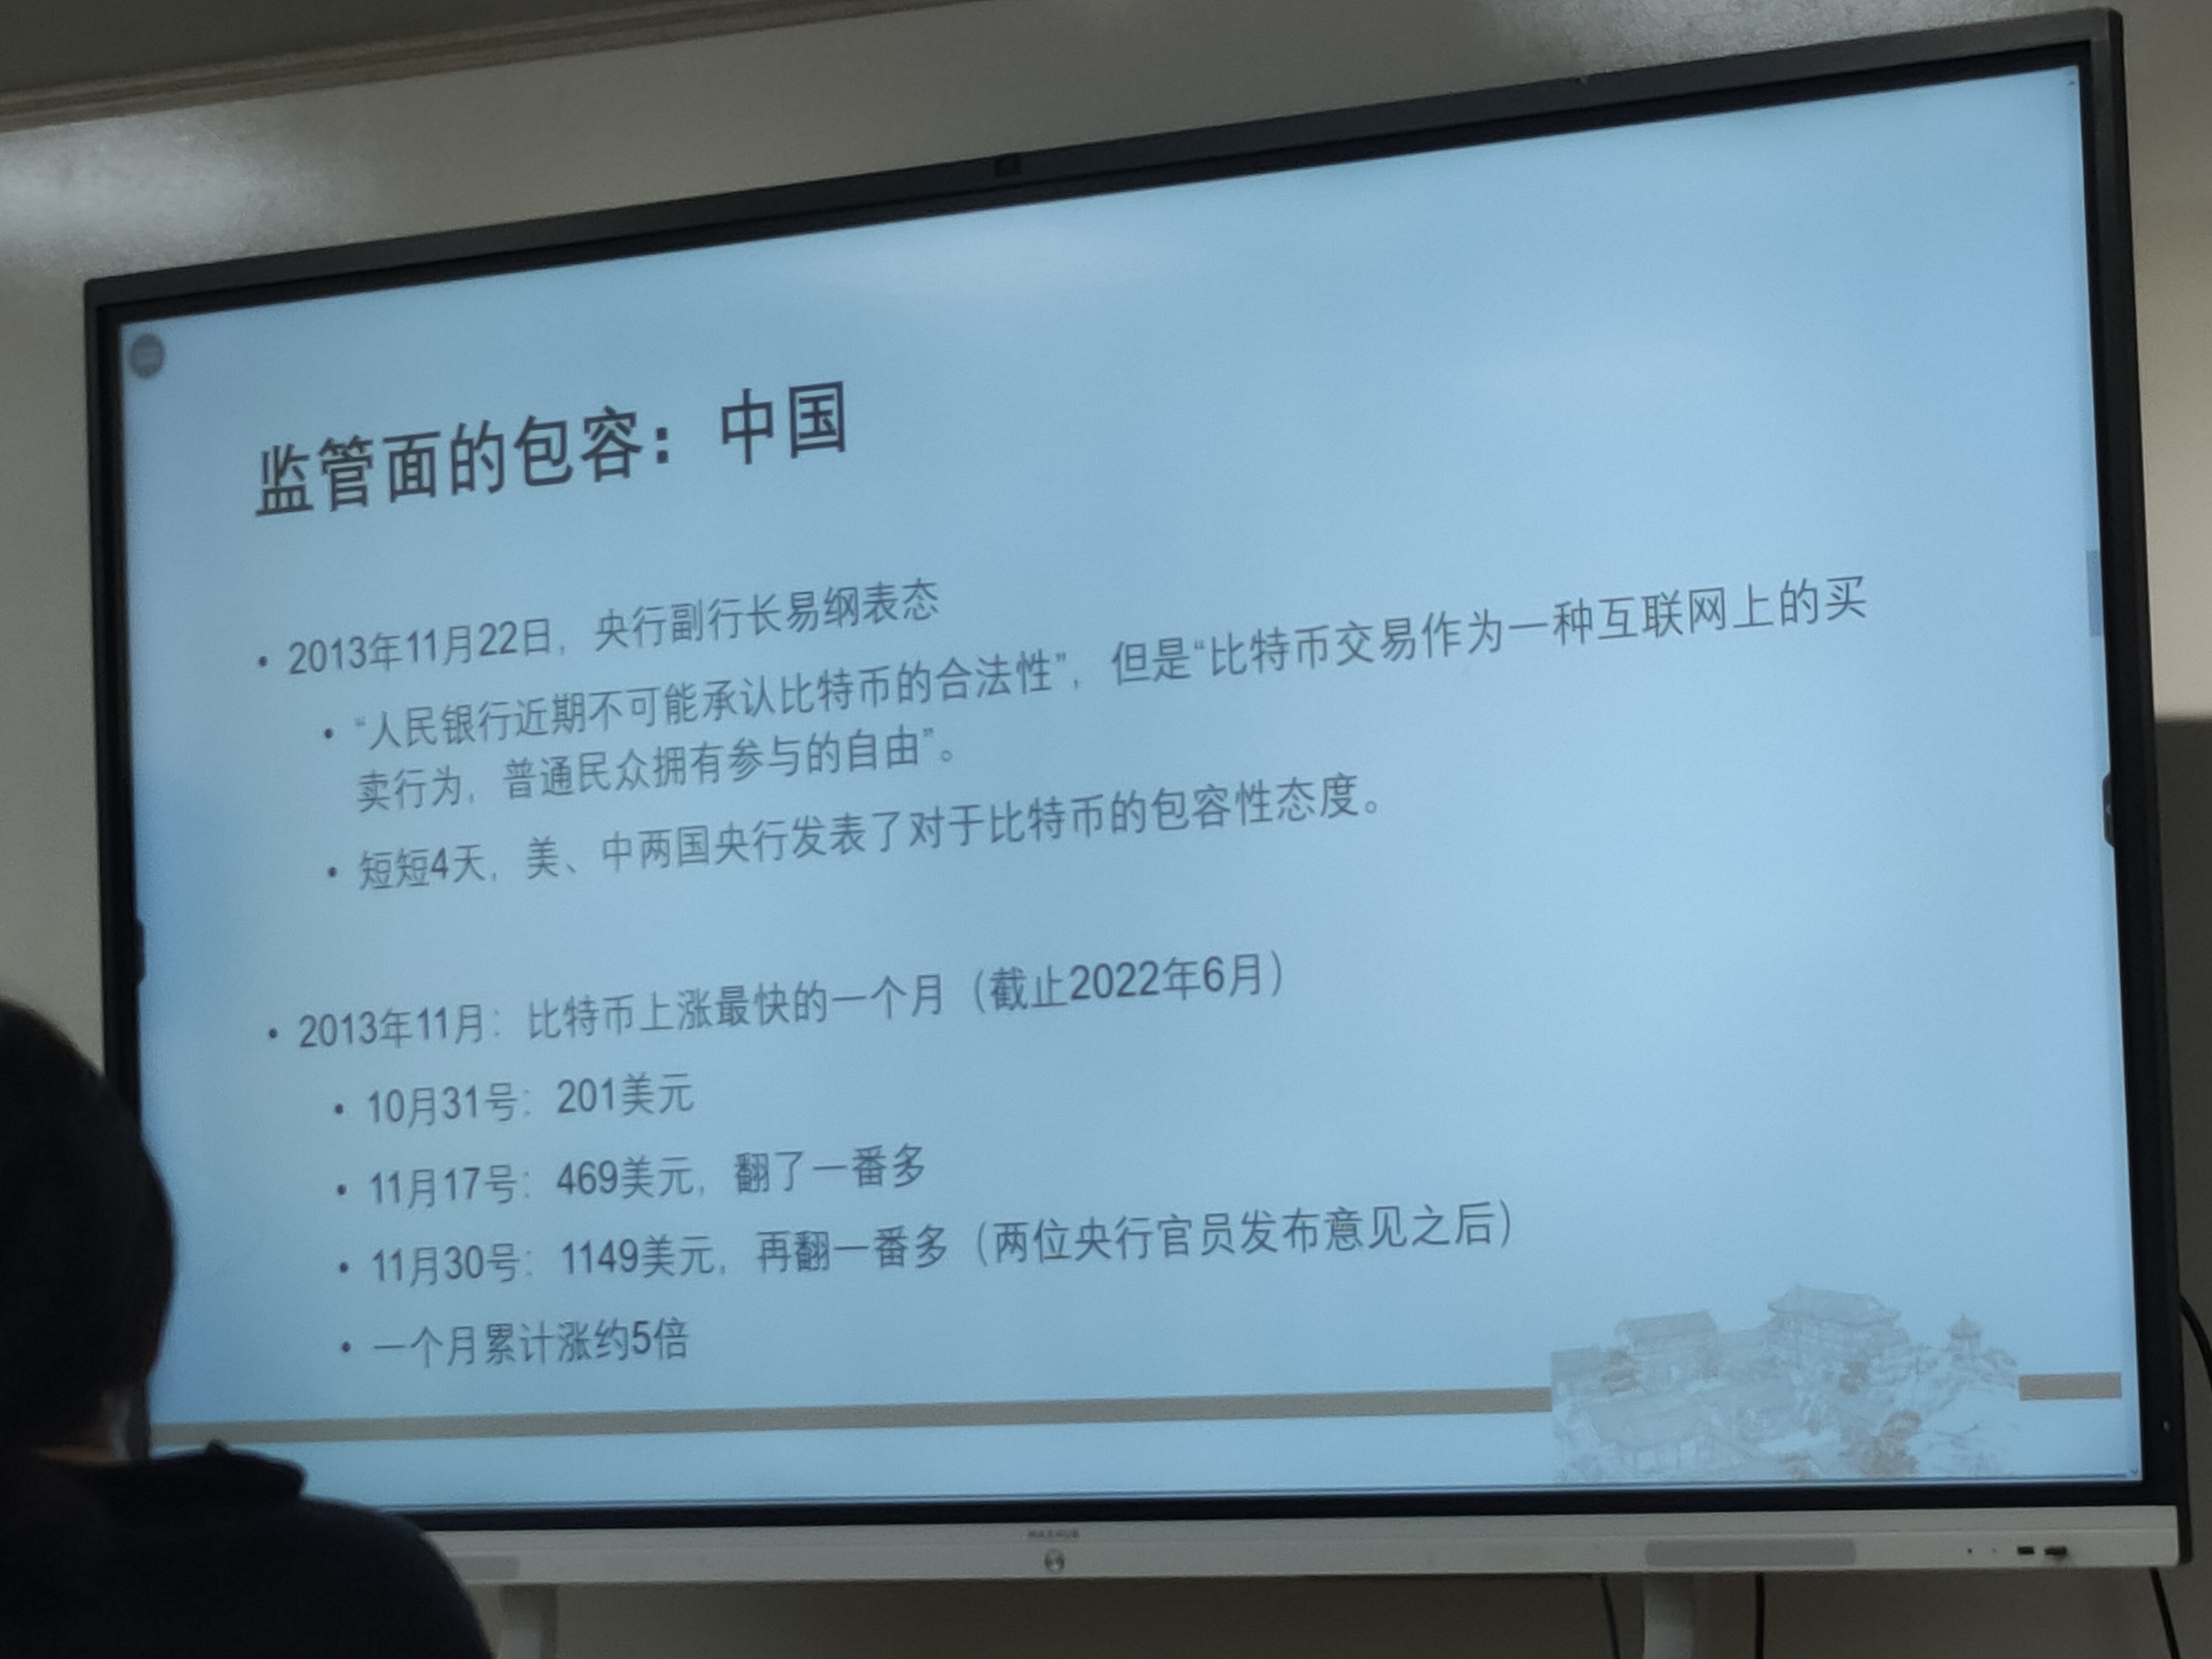 监管面的包容：中国
• 2013年11月22日，央行副行长易纲表态
• “人民银行近期不可能承认比特币的合法性”，但是“比特币交易作为一种互联网上的买
卖行为，普通民众拥有参与的自由”。
• 短短4天，美、中两国央行发表了对于比特币的包容性态度。
• 2013年11月：比特币上涨最快的一个月（截止2022年6月）
• 10月31号：201美元
• 11月17号：469美元，翻了一番多
• 11月30号：1149美元，再翻一番多（两位央行官员发布意见之后）
• 一个月累计涨约5倍
MAXHUB